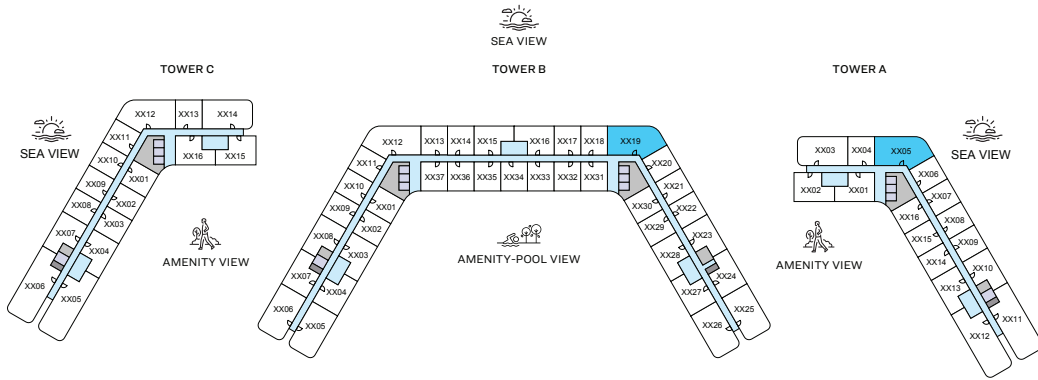 SEA VIEW
TOWER C
TOWER B
TOWER A
XX12
XX13
XX14
XX11
XX10
XX09
XX08
XX07
XX06
XX05
XX04
XX03
XX02
XX01
XX16
XX15
SEA VIEW
AMENITY VIEW
XX12
XX13
XX14
XX15
XX16
XX17
XX18
XX19
XX11
XX10
XX09
XX08
XX07
XX06
XX05
XX04
XX03
XX02
XX01
XX37
XX36
XX35
XX34
XX33
XX32
XX31
XX20
XX21
XX22
XX23
XX24
XX25
XX26
XX27
XX28
XX29
XX30
AMENITY-POOL VIEW
XX03
XX04
XX05
XX02
XX01
XX06
XX07
XX08
XX09
XX10
XX11
XX12
XX13
XX14
XX15
XX16
SEA VIEW
AMENITY VIEW